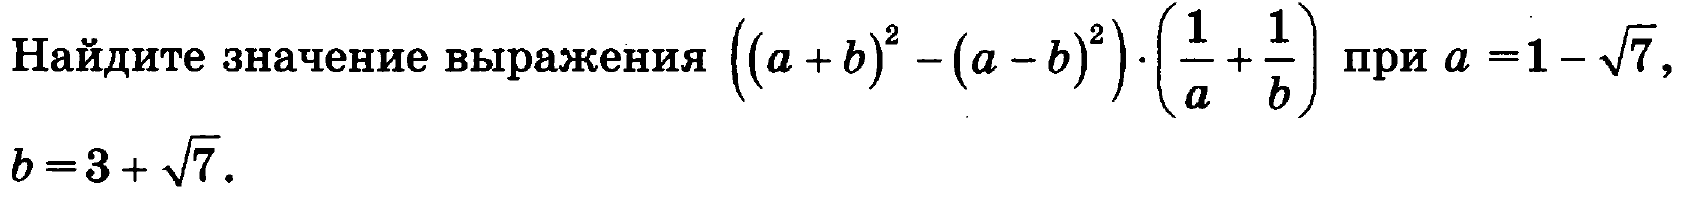 Найдите значение выражения ((a + b)² − (a − b)²) · (1/a + 1/b) при a = 1 − √7,
b = 3 + √7.